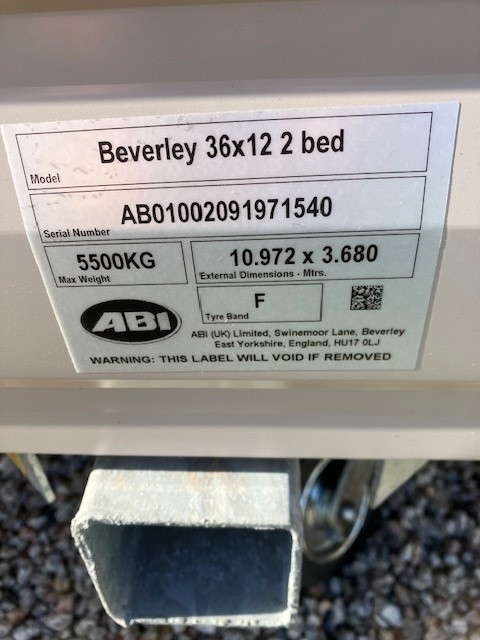 Beverley 36x12 2 bed
Model
AB01002091971540
Serial Number
5500KG
Max Weight
10.972 x 3.680
External Dimensions - Mtrs.
F
Tyre Band
ABI
ABI (UK) Limited, Swinemoor Lane, Beverley
East Yorkshire, England, HU17 0LJ
WARNING: THIS LABEL WILL VOID IF REMOVED